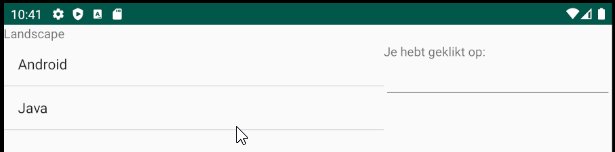 10:41
Landscape
Android
Java
Je hebt geklikt op: